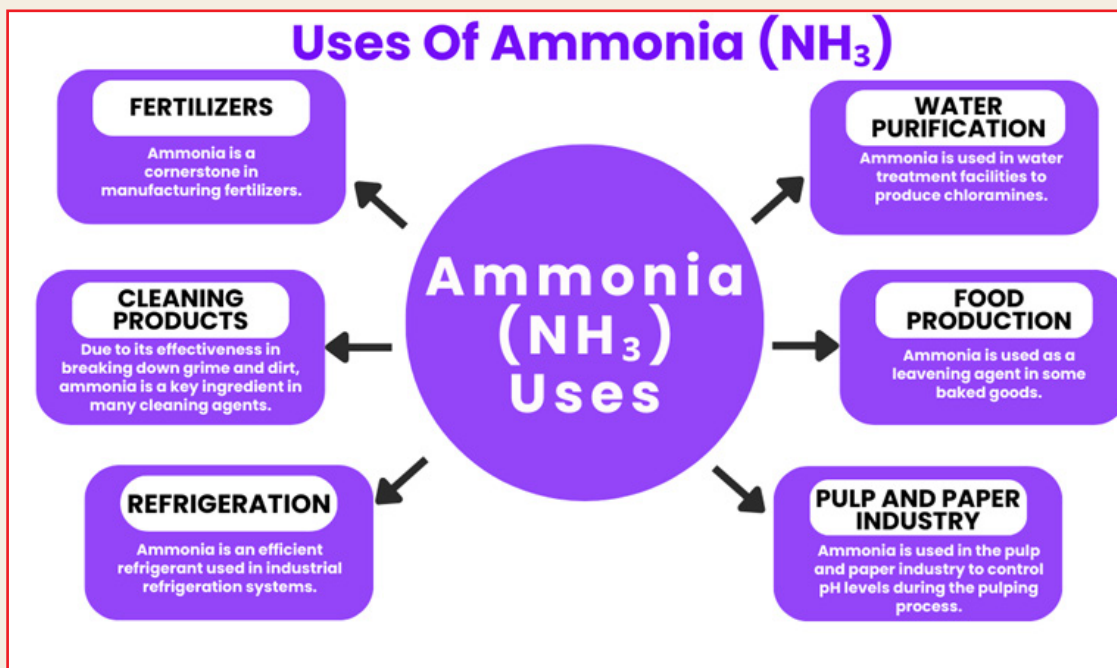 Uses Of Ammonia (NH₃)
FERTILIZERS
Ammonia is a
cornerstone in
manufacturing fertilizers.
CLEANING
PRODUCTS
Due to its effectiveness in
breaking down grime and dirt,
ammonia is a key ingredient in
many cleaning agents.
REFRIGERATION
Ammonia is an efficient
refrigerant used in industrial
refrigeration systems.
Ammonia
(NH₃)
Uses
WATER
PURIFICATION
Ammonia is used in water
treatment facilities to
produce chloramines.
FOOD
PRODUCTION
Ammonia is used as a
leavening agent in some
baked goods.
PULP AND PAPER
INDUSTRY
Ammonia is used in the pulp
and paper industry to control
pH levels during the pulping
process.